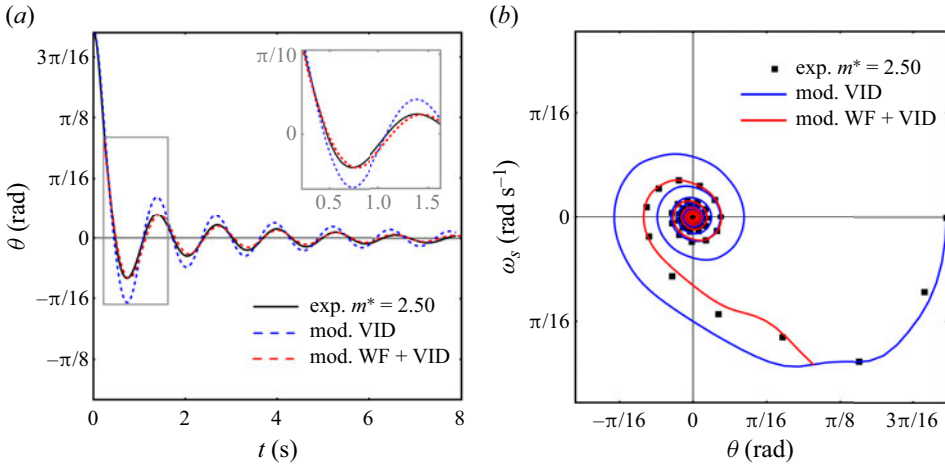 (a)
(b)
3π/16
π/8
π/16
0
−π/16
−π/8
θ (rad)
0
2
4
6
8
t (s)
π/10
0
0.5
1.0
1.5
exp. m* = 2.50
mod. VID
mod. WF + VID
π/16
0
π/16
ωs (rad s−1)
−π/16
0
π/16
π/8
3π/16
θ (rad)
exp. m* = 2.50
mod. VID
mod. WF + VID